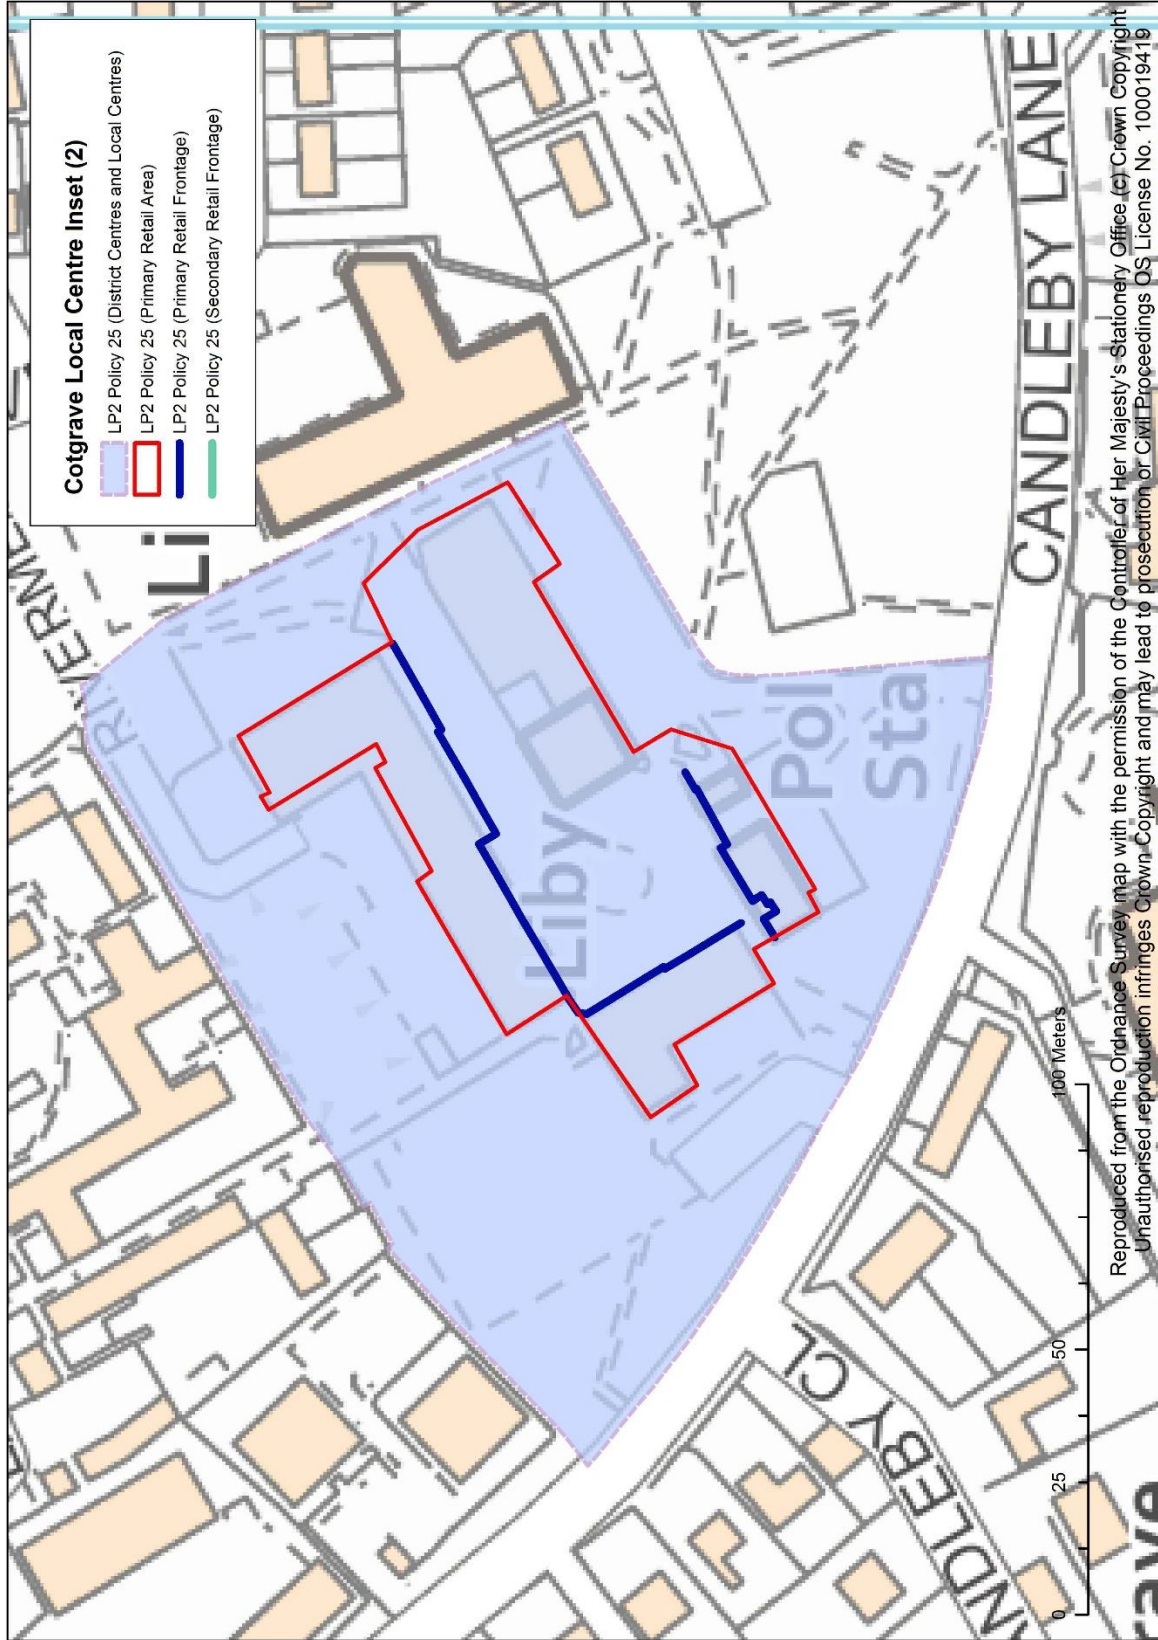 Cotgrave Local Centre Inset (2)
LP2 Policy 25 (District Centres and Local Centres)
LP2 Policy 25 (Primary Retail Area)
LP2 Policy 25 (Primary Retail Frontage)
LP2 Policy 25 (Secondary Retail Frontage)
Li
Liby
Pol
Sta
CANDLEBY LANE
NDLEBY CL
rave
0 25 50 100 Meters
Reproduced from the Ordnance Survey map with the permission of the Controller of Her Majesty's Stationery Office (c) Crown Copyright
Unauthorised reproduction infringes Crown Copyright and may lead to prosecution or Civil Proceedings OS License No. 100019419